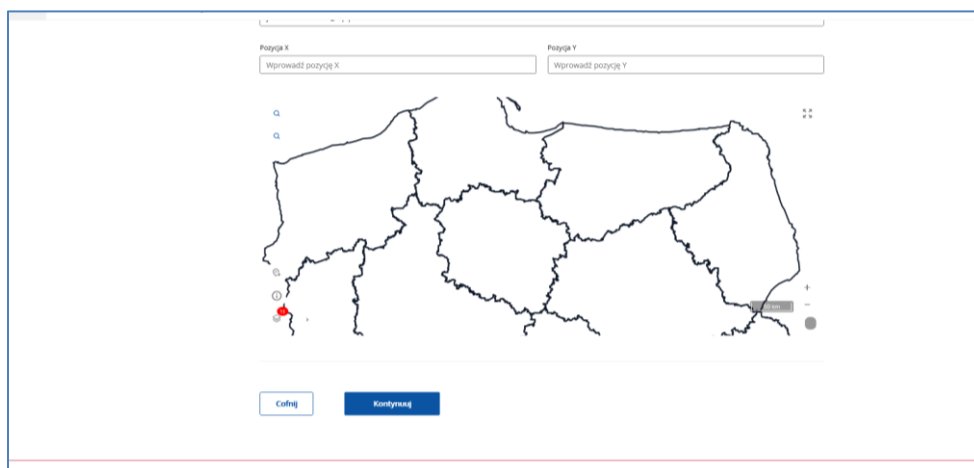 Pozycja X
Pozycja Y
Wprowadź pozycję X
Wprowadź pozycję Y
Cofnij
Kontynuuj